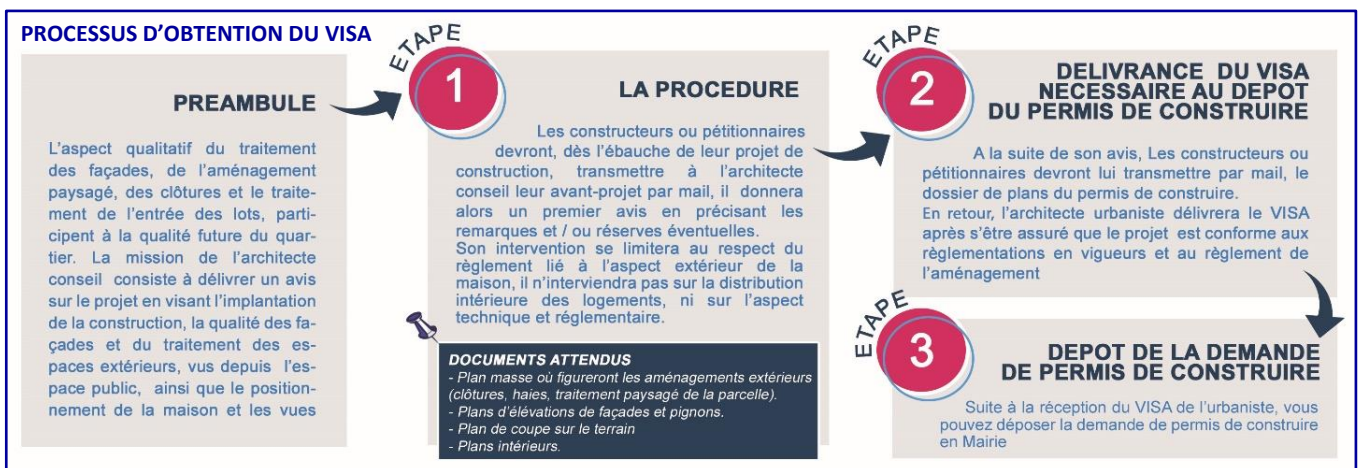 PROCESSUS D’OBTENTION DU VISA
PREAMBULE
L’aspect qualitatif du traitement
des façades, de l’aménagement
paysagé, des clôtures et le traite-
ment de l’entrée des lots, parti-
cipent à la qualité future du quar-
tier. La mission de l’architecte
conseil consiste à délivrer un avis
sur le projet en visant l’implantation
de la construction, la qualité des fa-
çades et du traitement des es-
paces extérieurs, vus depuis l’es-
pace public, ainsi que le position-
nement de la maison et les vues
ETAPE
1
LA PROCEDURE
Les constructeurs ou pétitionnaires
devront, dès l’ébauche de leur projet de
construction, transmettre à l’architecte
conseil leur avant-projet par mail, il donnera
alors un premier avis en précisant les
remarques et / ou réserves éventuelles.
Son intervention se limitera au respect du
règlement lié à l’aspect extérieur de la
maison, il n’interviendra pas sur la distribution
intérieure des logements, ni sur l’aspect
technique et réglementaire.
DOCUMENTS ATTENDUS
- Plan masse où figureront les aménagements extérieurs
(clôtures, haies, traitement paysagé de la parcelle).
- Plans d’élévations de façades et pignons.
- Plan de coupe sur le terrain
- Plans intérieurs.
ETAPE
2
DELIVRANCE DU VISA
NECESSAIRE AU DEPOT
DU PERMIS DE CONSTRUIRE
A la suite de son avis, Les constructeurs ou
pétitionnaires devront lui transmettre par mail, le
dossier de plans du permis de construire.
En retour, l’architecte urbaniste délivrera le VISA
après s’être assuré que le projet est conforme aux
règlementations en vigueurs et au règlement de
l’aménagement
ETAPE
3
DEPOT DE LA DEMANDE
DE PERMIS DE CONSTRUIRE
Suite à la réception du VISA de l’urbaniste, vous
pouvez déposer la demande de permis de construire
en Mairie